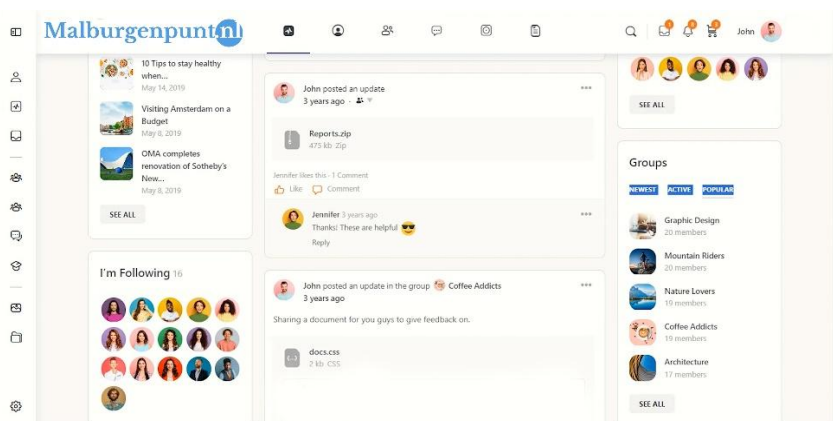 Malburgenpunt.nl
John
10 Tips to stay healthy
when...
May 14, 2019
Visiting Amsterdam on a
Budget
May 8, 2019
OMA completes
renovation of Sotheby's
New...
May 8, 2019
SEE ALL
I'm Following 16
John posted an update
3 years ago
Reports.zip
475 kb Zip
Jennifer likes this · 1 Comment
Like Comment
Jennifer 3 years ago
Thanks! These are helpful
Reply
John posted an update in the group Coffee Addicts
3 years ago
Sharing a document for you guys to give feedback on.
docs.css
2 kb CSS
SEE ALL
Groups
NEWEST ACTIVE POPULAR
Graphic Design
20 members
Mountain Riders
20 members
Nature Lovers
19 members
Coffee Addicts
19 members
Architecture
17 members
SEE ALL